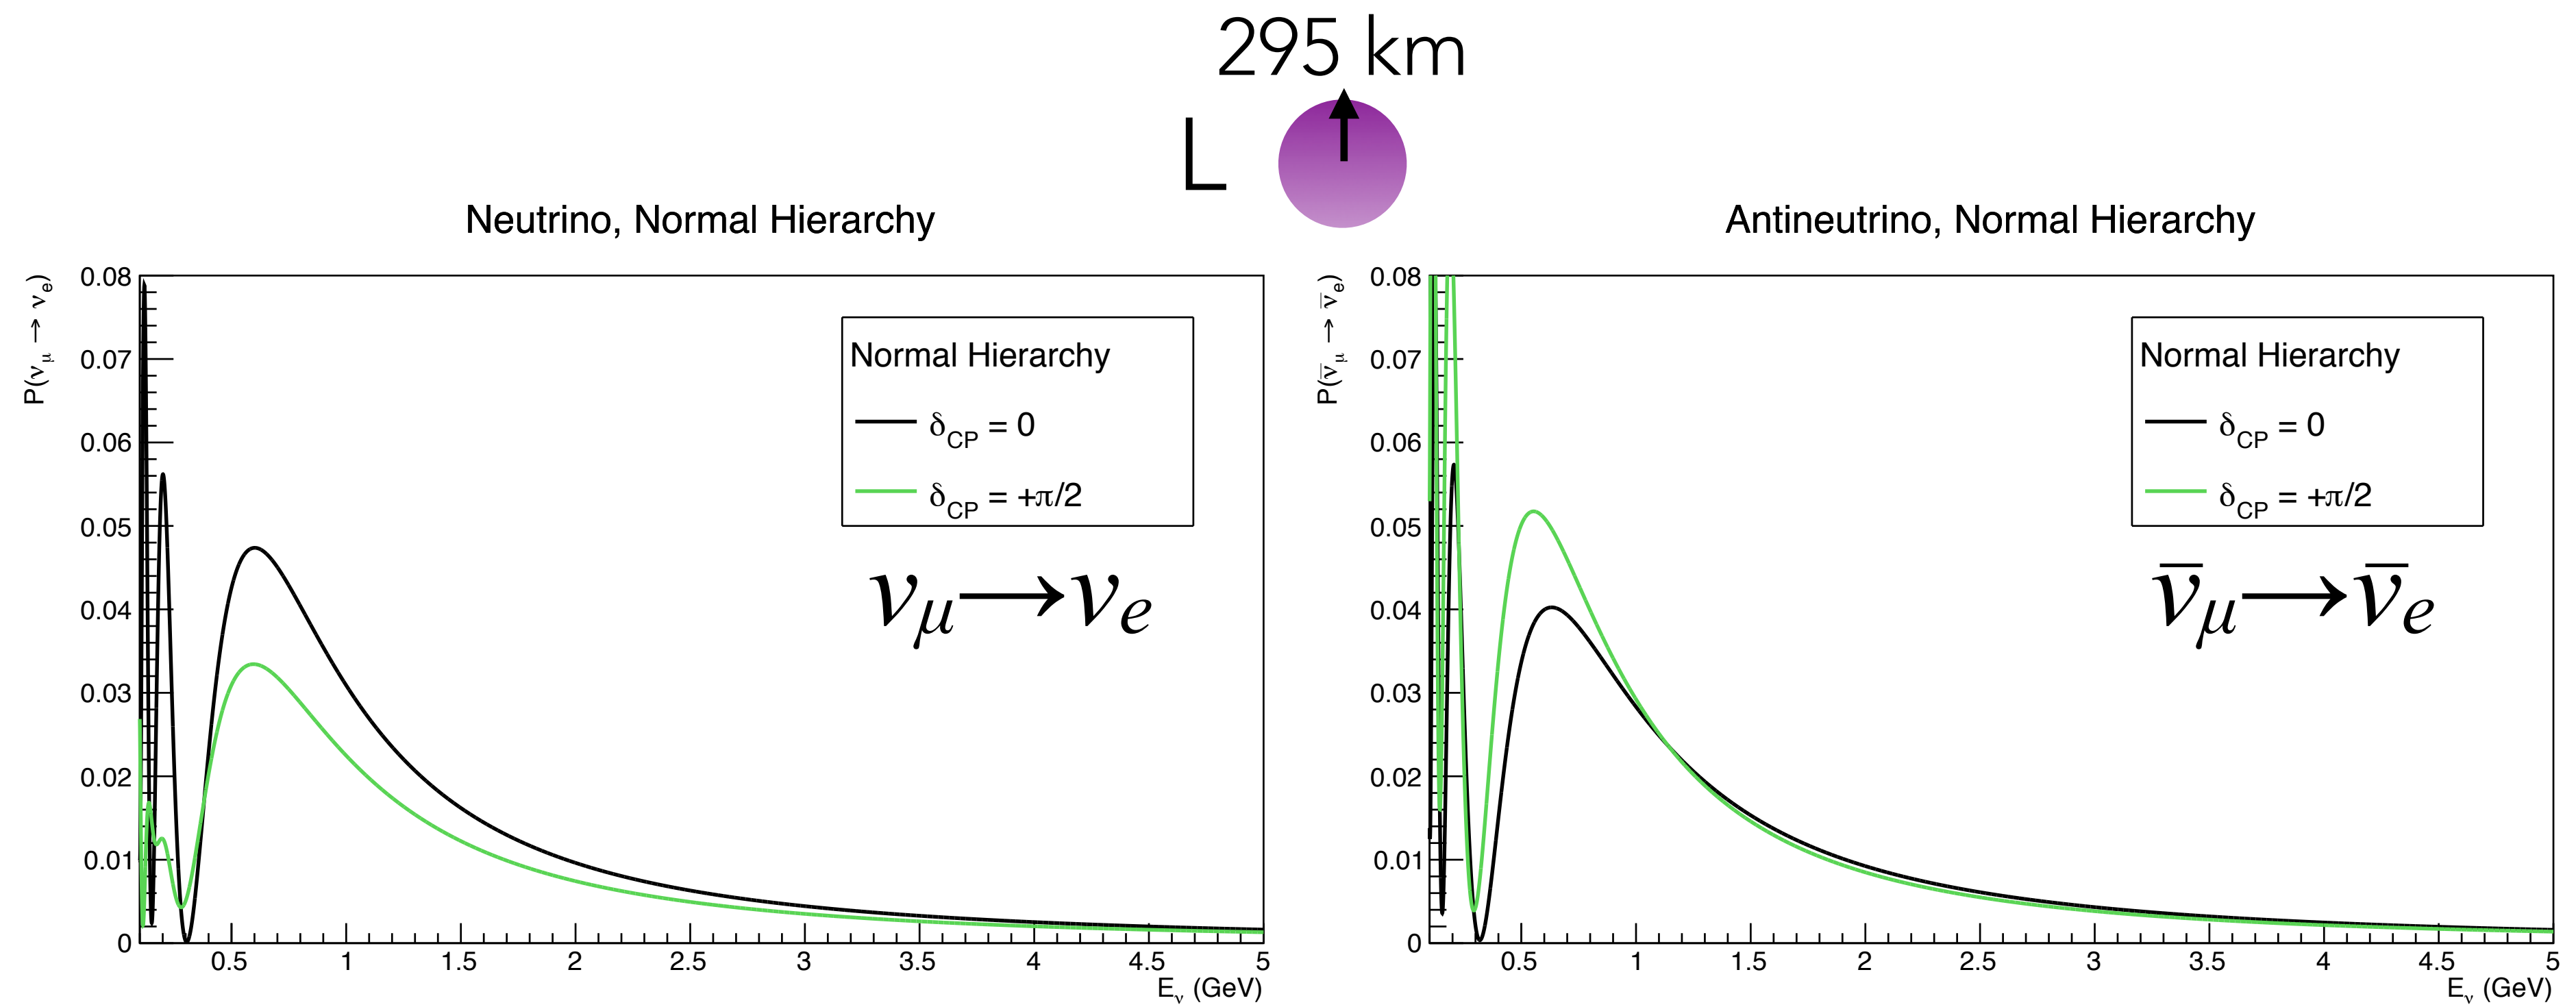 295 km
L
Neutrino, Normal Hierarchy
P(ν_μ → ν_e)
0.08
0.07
0.06
0.05
0.04
0.03
0.02
0.01
0
Normal Hierarchy
δ_CP = 0
δ_CP = +π/2
ν_μ ⟶ ν_e
0.5 1 1.5 2 2.5 3 3.5 4 4.5 5
E_ν (GeV)
Antineutrino, Normal Hierarchy
P(ν̅_μ → ν̅_e)
0.08
0.07
0.06
0.05
0.04
0.03
0.02
0.01
0
Normal Hierarchy
δ_CP = 0
δ_CP = +π/2
ν̅_μ ⟶ ν̅_e
0.5 1 1.5 2 2.5 3 3.5 4 4.5 5
E_ν (GeV)